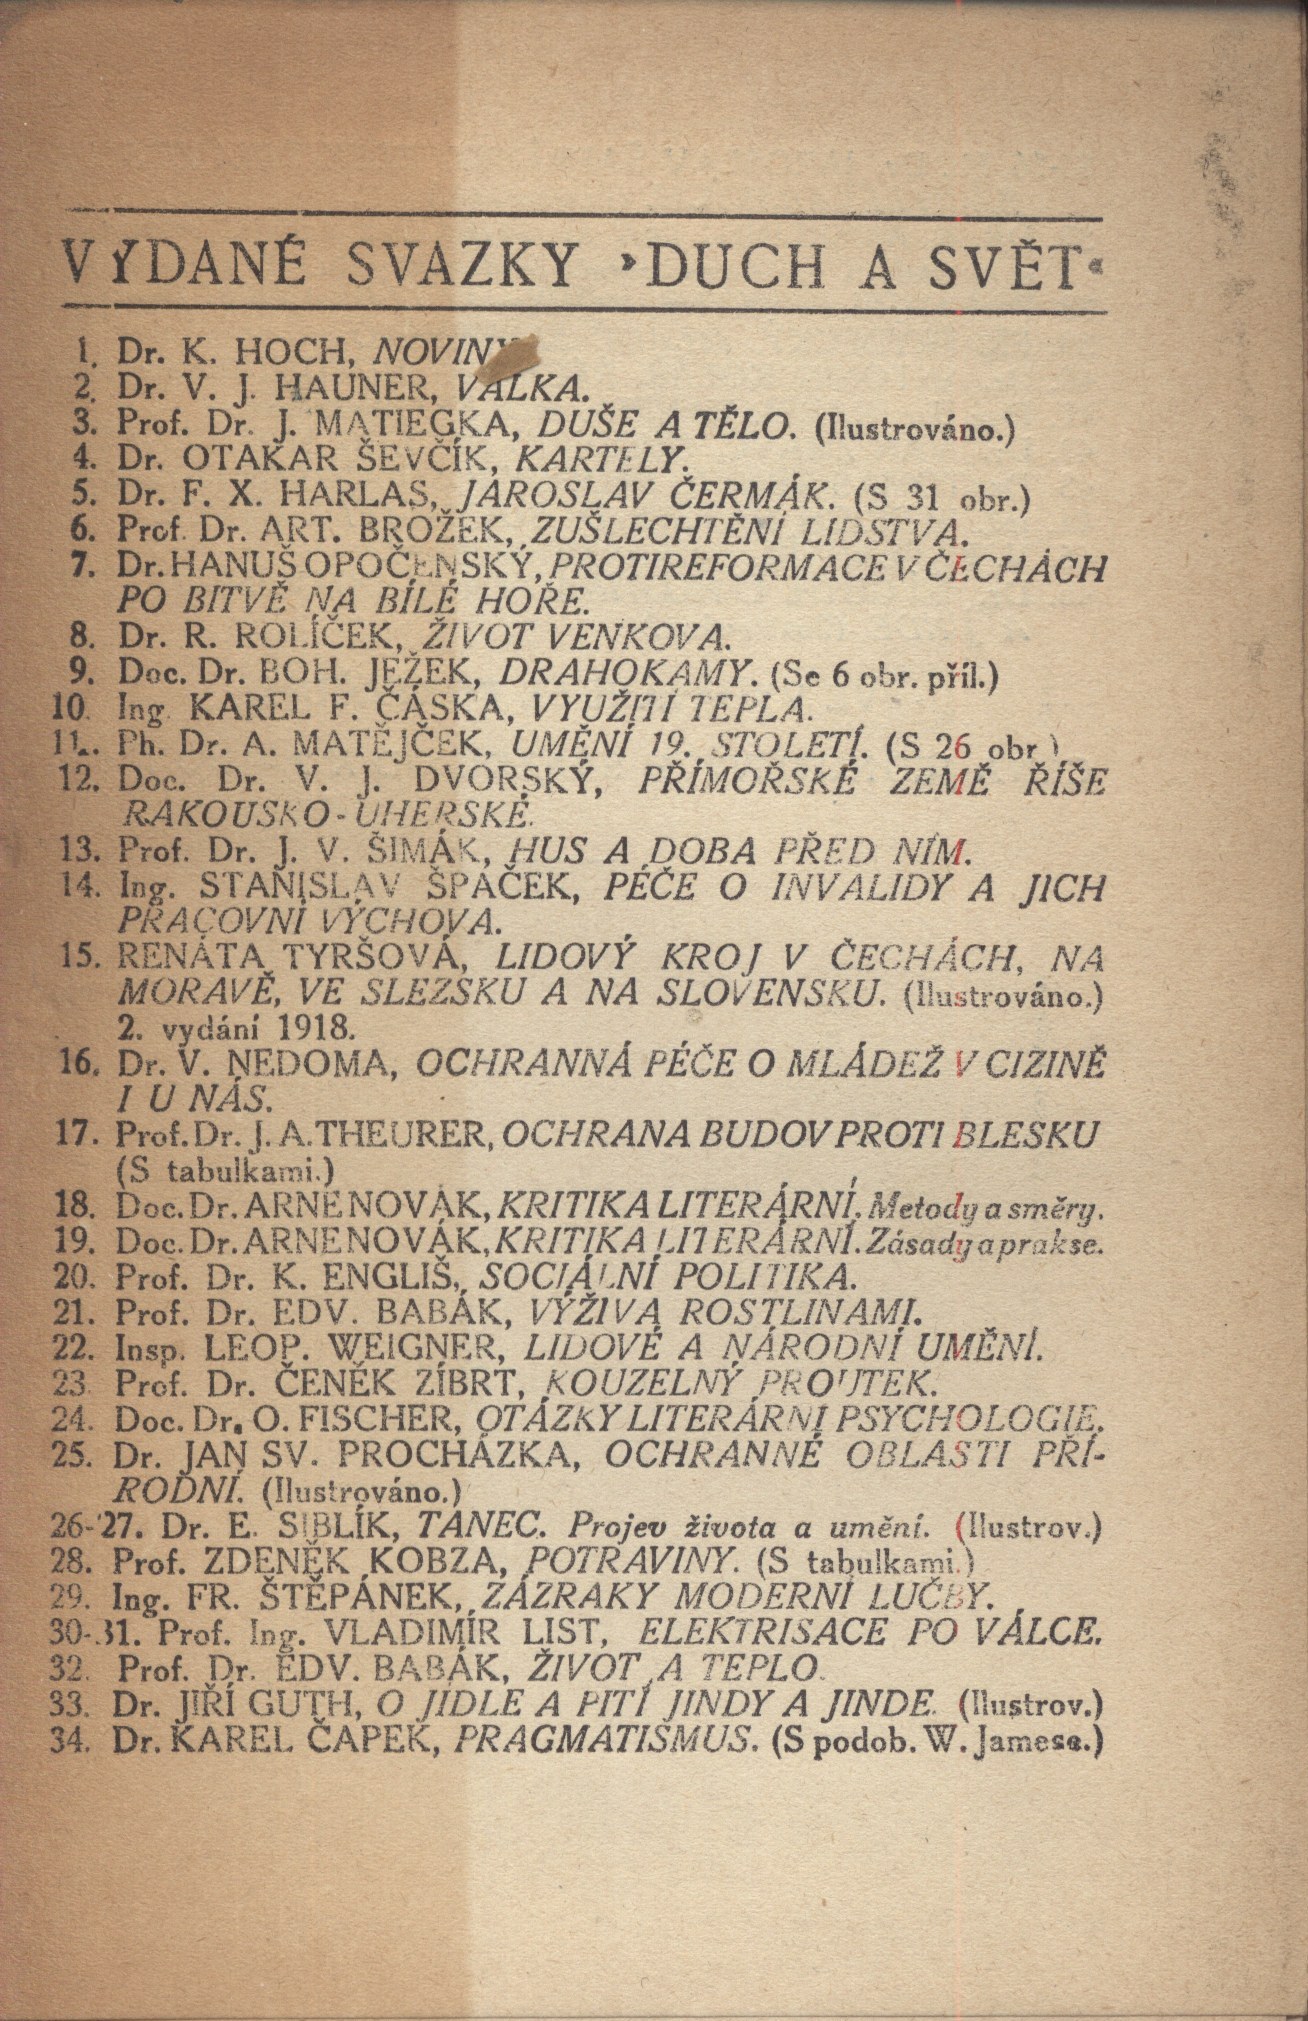 VYDANÉ SVAZKY »DUCH A SVĚT«
1. Dr. K. HOCH, NOVINY.
2. Dr. V. J. HAUNER, VÁLKA.
3. Prof. Dr. J. MATIEGKA, DUŠE A TĚLO. (Ilustrováno.)
4. Dr. OTAKAR ŠEVČÍK, KARTELY.
5. Dr. F. X. HARLAS, JAROSLAV ČERMÁK. (S 31 obr.)
6. Prof. Dr. ART. BROŽEK, ZUŠLECHTĚNÍ LIDSTVA.
7. Dr. HANUŠ OPOČENSKÝ, PROTIREFORMACE V ČECHÁCH
PO BITVĚ NA BÍLÉ HOŘE.
8. Dr. R. ROLÍČEK, ŽIVOT VENKOVA.
9. Doc. Dr. BOH. JEŽEK, DRAHOKAMY. (Se 6 obr. příl.)
10. Ing. KAREL F. ČÁSKA, VYUŽITÍ TEPLA.
11. Ph. Dr. A. MATĚJČEK, UMĚNÍ 19. STOLETÍ. (S 26 obr.)
12. Doc. Dr. V. J. DVORSKÝ, PŘÍMOŘSKÉ ZEMĚ ŘÍŠE
RAKOUSKO-UHERSKÉ.
13. Prof. Dr. J. V. ŠIMÁK, HUS A DOBA PŘED NÍM.
14. Ing. STANISLAV ŠPAČEK, PÉČE O INVALIDY A JICH
PRACOVNÍ VÝCHOVA.
15. RENÁTA TYRŠOVÁ, LIDOVÝ KROJ V ČECHÁCH, NA
MORAVĚ, VE SLEZSKU A NA SLOVENSKU. (Ilustrováno.)
2. vydání 1918.
16. Dr. V. NEDOMA, OCHRANNÁ PÉČE O MLÁDEŽ V CIZINĚ
I U NÁS.
17. Prof. Dr. J. A. THEURER, OCHRANA BUDOV PROTI BLESKU
(S tabulkami.)
18. Doc. Dr. ARNE NOVÁK, KRITIKA LITERÁRNÍ. Metody a směry.
19. Doc. Dr. ARNE NOVÁK, KRITIKA LITERÁRNÍ. Zásady a prakse.
20. Prof. Dr. K. ENGLIŠ, SOCIÁLNÍ POLITIKA.
21. Prof. Dr. EDV. BABÁK, VÝŽIVA ROSTLINAMI.
22. Insp. LEOP. WEIGNER, LIDOVÉ A NÁRODNÍ UMĚNÍ.
23. Prof. Dr. ČENĚK ZÍBRT, KOUZELNÝ PROUTEK.
24. Doc. Dr. O. FISCHER, OTÁZKY LITERÁRNÍ PSYCHOLOGIE.
25. Dr. JAN SV. PROCHÁZKA, OCHRANNÉ OBLASTI PŘÍ-
RODNÍ. (Ilustrováno.)
26-27. Dr. E. SIBLÍK, TANEC. Projev života a umění. (Ilustrov.)
28. Prof. ZDENĚK KOBZA, POTRAVINY. (S tabulkami.)
29. Ing. FR. ŠTĚPÁNEK, ZÁZRAKY MODERNÍ LUČBY.
30-31. Prof. Ing. VLADIMÍR LIST, ELEKTRISACE PO VÁLCE.
32. Prof. Dr. EDV. BABÁK, ŽIVOT A TEPLO.
33. Dr. JIŘÍ GUTH, O JÍDLE A PITÍ JINDY A JINDE. (Ilustrov.)
34. Dr. KAREL ČAPEK, PRAGMATISMUS. (S podob. W. Jamese.)